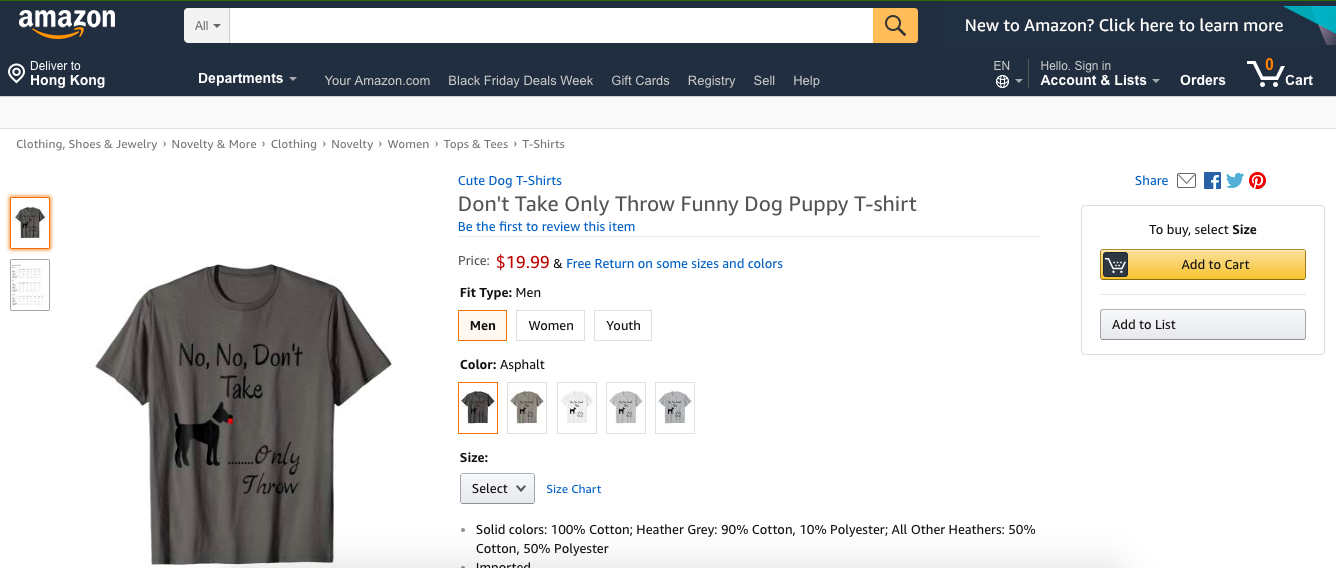 amazon
All
New to Amazon? Click here to learn more
Deliver to
Hong Kong
Departments
Your Amazon.com
Black Friday Deals Week
Gift Cards
Registry
Sell
Help
EN
Hello. Sign in
Account & Lists
Orders
0
Cart
Clothing, Shoes & Jewelry › Novelty & More › Clothing › Novelty › Women › Tops & Tees › T-Shirts
Cute Dog T-Shirts
Don't Take Only Throw Funny Dog Puppy T-shirt
Be the first to review this item
Price: $19.99 & Free Return on some sizes and colors
Fit Type: Men
Men
Women
Youth
Color: Asphalt
Size:
Select
Size Chart
Solid colors: 100% Cotton; Heather Grey: 90% Cotton, 10% Polyester; All Other Heathers: 50%
Cotton, 50% Polyester
Imported
No, No, Don't
Take
........Only
Throw
Share
To buy, select Size
Add to Cart
Add to List